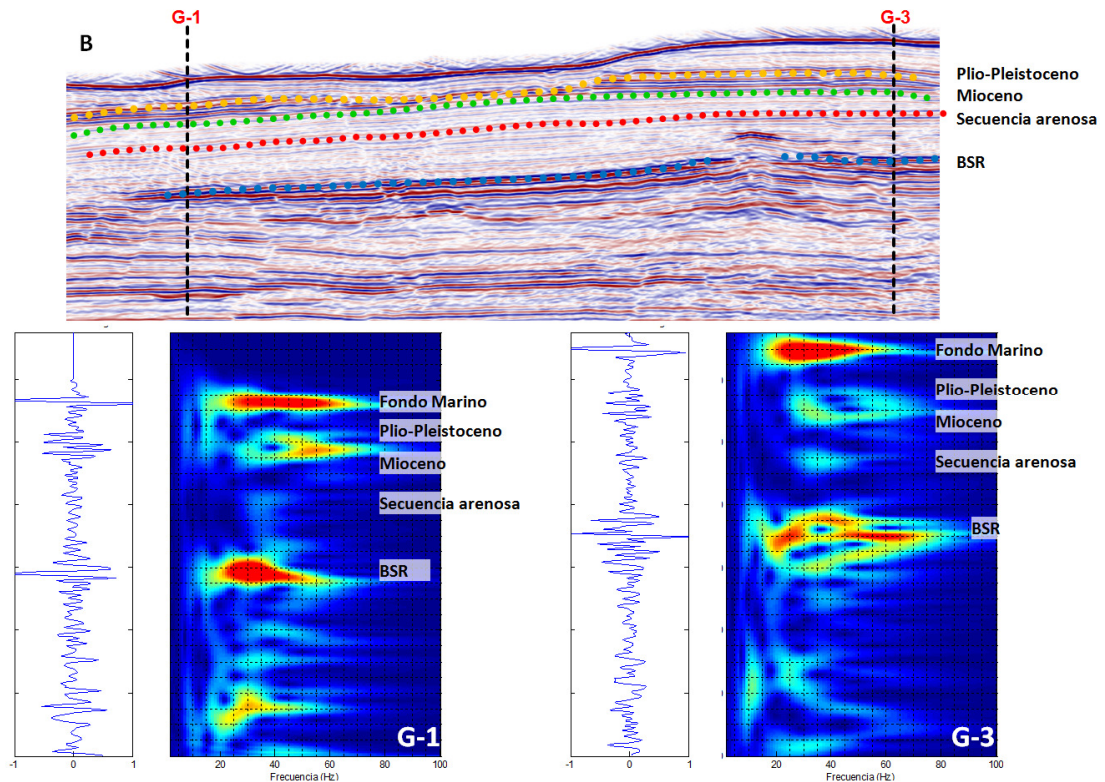 G-1
G-3
B
Plio-Pleistoceno
Mioceno
Secuencia arenosa
BSR
Fondo Marino
Plio-Pleistoceno
Mioceno
Secuencia arenosa
BSR
G-1
-1 0 1
20 40 60 80 100
Frecuencia (Hz)
Fondo Marino
Plio-Pleistoceno
Mioceno
Secuencia arenosa
BSR
G-3
-1 0 1
20 40 60 80 100
Frecuencia (Hz)